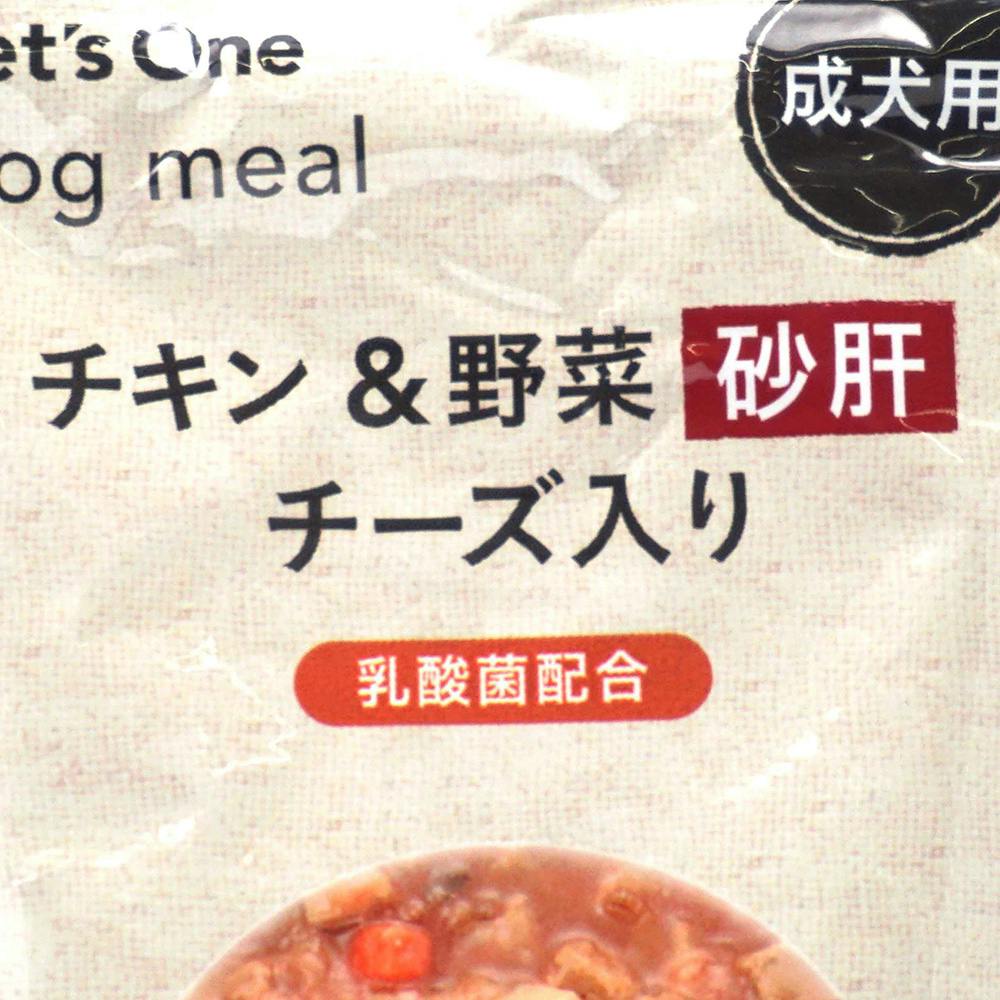 et's One
og meal
成犬用
チキン&野菜 砂肝
チーズ入り
乳酸菌配合